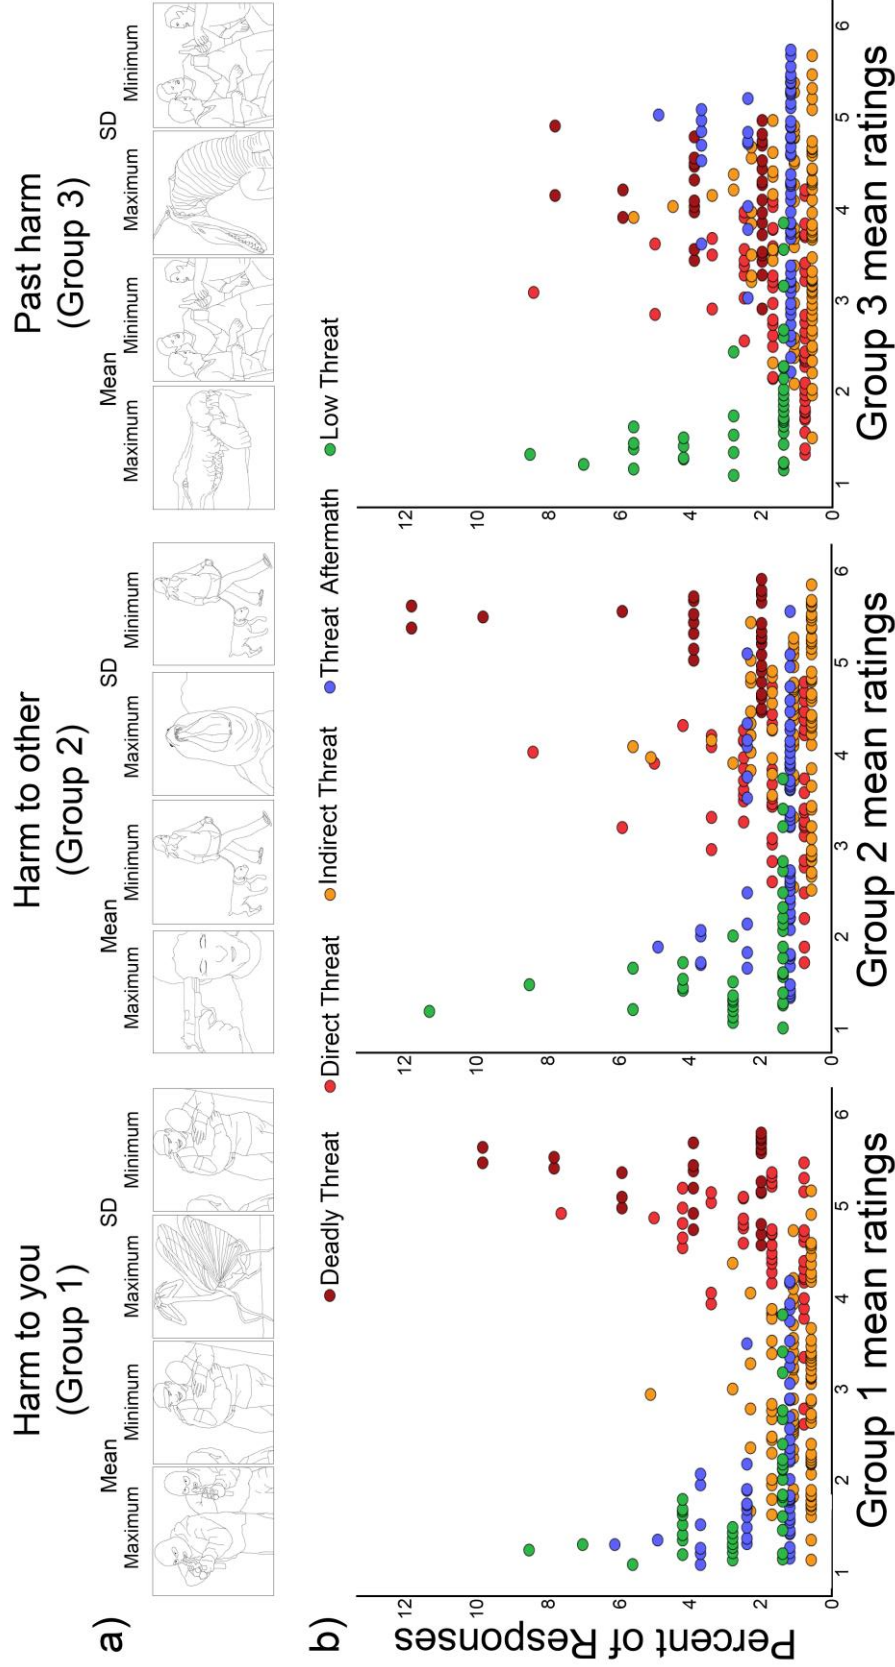 a)
Harm to you
(Group 1)
Mean
SD
Maximum Minimum Maximum Minimum
Harm to other
(Group 2)
Mean
SD
Maximum Minimum Maximum Minimum
Past harm
(Group 3)
Mean
SD
Maximum Minimum Maximum Minimum
b)
Deadly Threat Direct Threat Indirect Threat Threat Aftermath Low Threat
Percent of Responses
12
10
8
6
4
2
0
1 2 3 4 5 6
Group 1 mean ratings
12
10
8
6
4
2
0
1 2 3 4 5 6
Group 2 mean ratings
12
10
8
6
4
2
0
1 2 3 4 5 6
Group 3 mean ratings